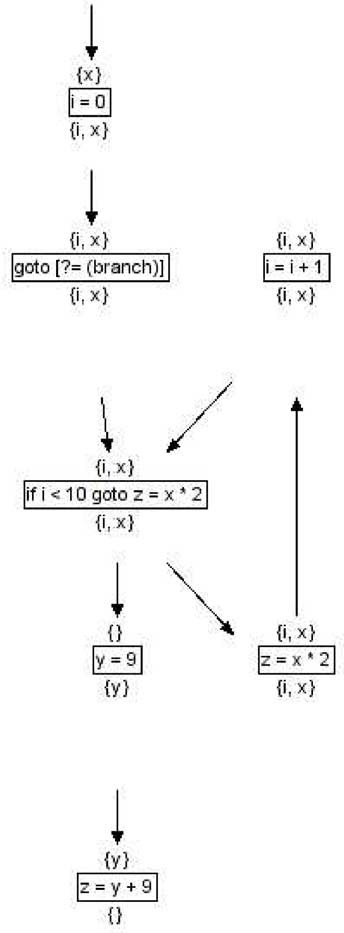 {x}
i = 0
{i, x}
{i, x}
goto [?= (branch)]
{i, x}
{i, x}
i = i + 1
{i, x}
{i, x}
if i < 10 goto z = x * 2
{i, x}
{}
y = 9
{y}
{i, x}
z = x * 2
{i, x}
{y}
z = y + 9
{}